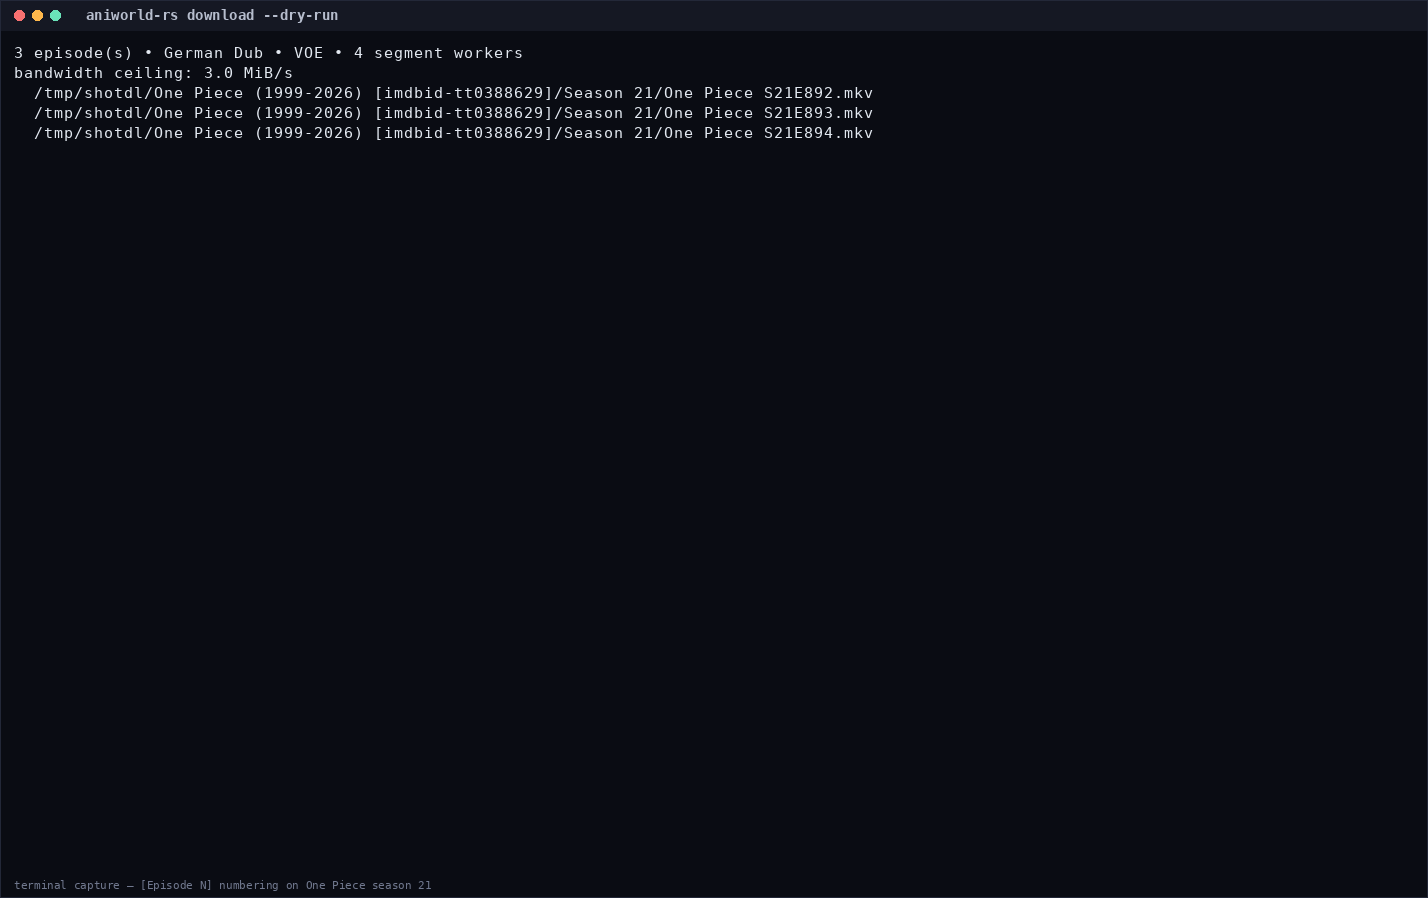 aniworld-rs download --dry-run
3 episode(s) • German Dub • VOE • 4 segment workers
bandwidth ceiling: 3.0 MiB/s
/tmp/shotdl/One Piece (1999-2026) [imdbid-tt0388629]/Season 21/One Piece S21E892.mkv
/tmp/shotdl/One Piece (1999-2026) [imdbid-tt0388629]/Season 21/One Piece S21E893.mkv
/tmp/shotdl/One Piece (1999-2026) [imdbid-tt0388629]/Season 21/One Piece S21E894.mkv
terminal capture — [Episode N] numbering on One Piece season 21